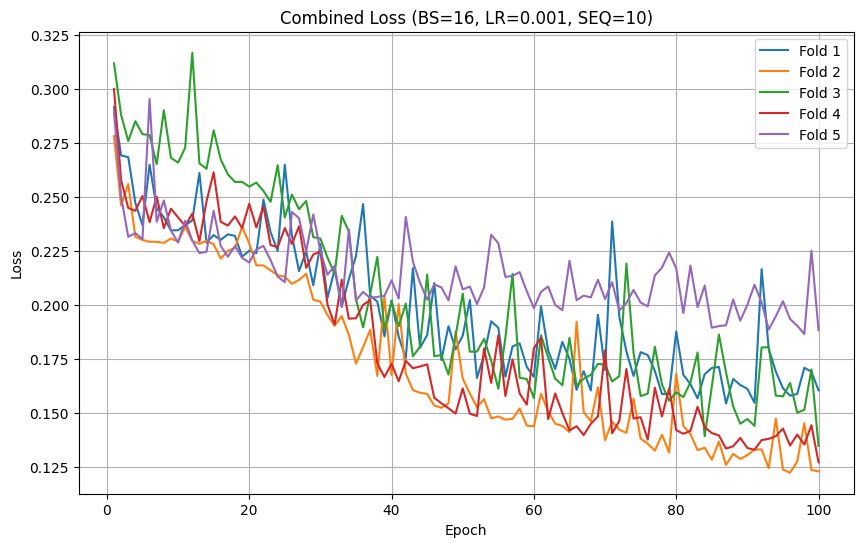 Combined Loss (BS=16, LR=0.001, SEQ=10)
0.325
0.300
0.275
0.250
0.225
0.200
0.175
0.150
0.125
Loss
Fold 1
Fold 2
Fold 3
Fold 4
Fold 5
0
20
40
60
80
100
Epoch